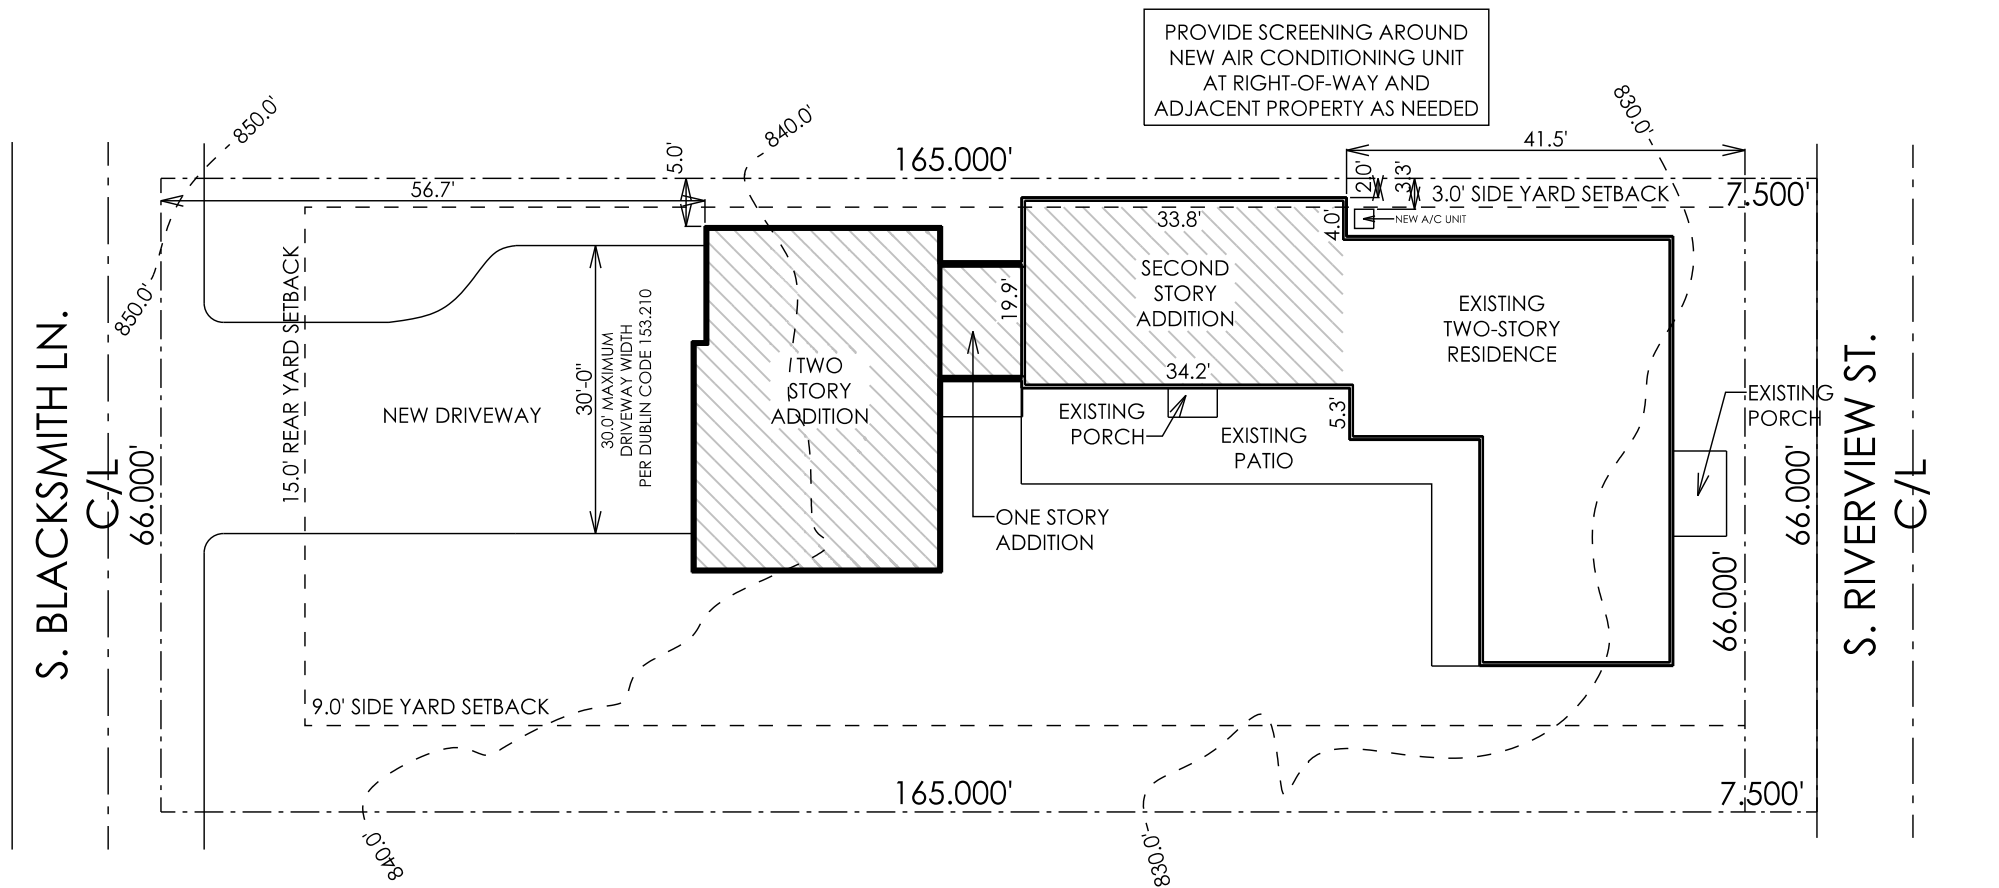 PROVIDE SCREENING AROUND
NEW AIR CONDITIONING UNIT
AT RIGHT-OF-WAY AND
ADJACENT PROPERTY AS NEEDED
850.0'
840.0'
830.0'
5.0'
165.000'
41.5'
56.7'
2.0'
3.3'
3.0' SIDE YARD SETBACK
7.500'
33.8'
4.0'
NEW A/C UNIT
850.0'
15.0' REAR YARD SETBACK
30'-0"
30.0' MAXIMUM
DRIVEWAY WIDTH
PER DUBLIN CODE 153.210
NEW DRIVEWAY
TWO
STORY
ADDITION
19.9'
SECOND
STORY
ADDITION
34.2'
EXISTING
TWO-STORY
RESIDENCE
EXISTING
PORCH
5.3'
EXISTING
PATIO
EXISTING
PORCH
ONE STORY
ADDITION
S. BLACKSMITH LN.
C/L
66.000'
66.000'
66.000'
S. RIVERVIEW ST.
C/L
9.0' SIDE YARD SETBACK
165.000'
7.500'
840.0'
830.0'